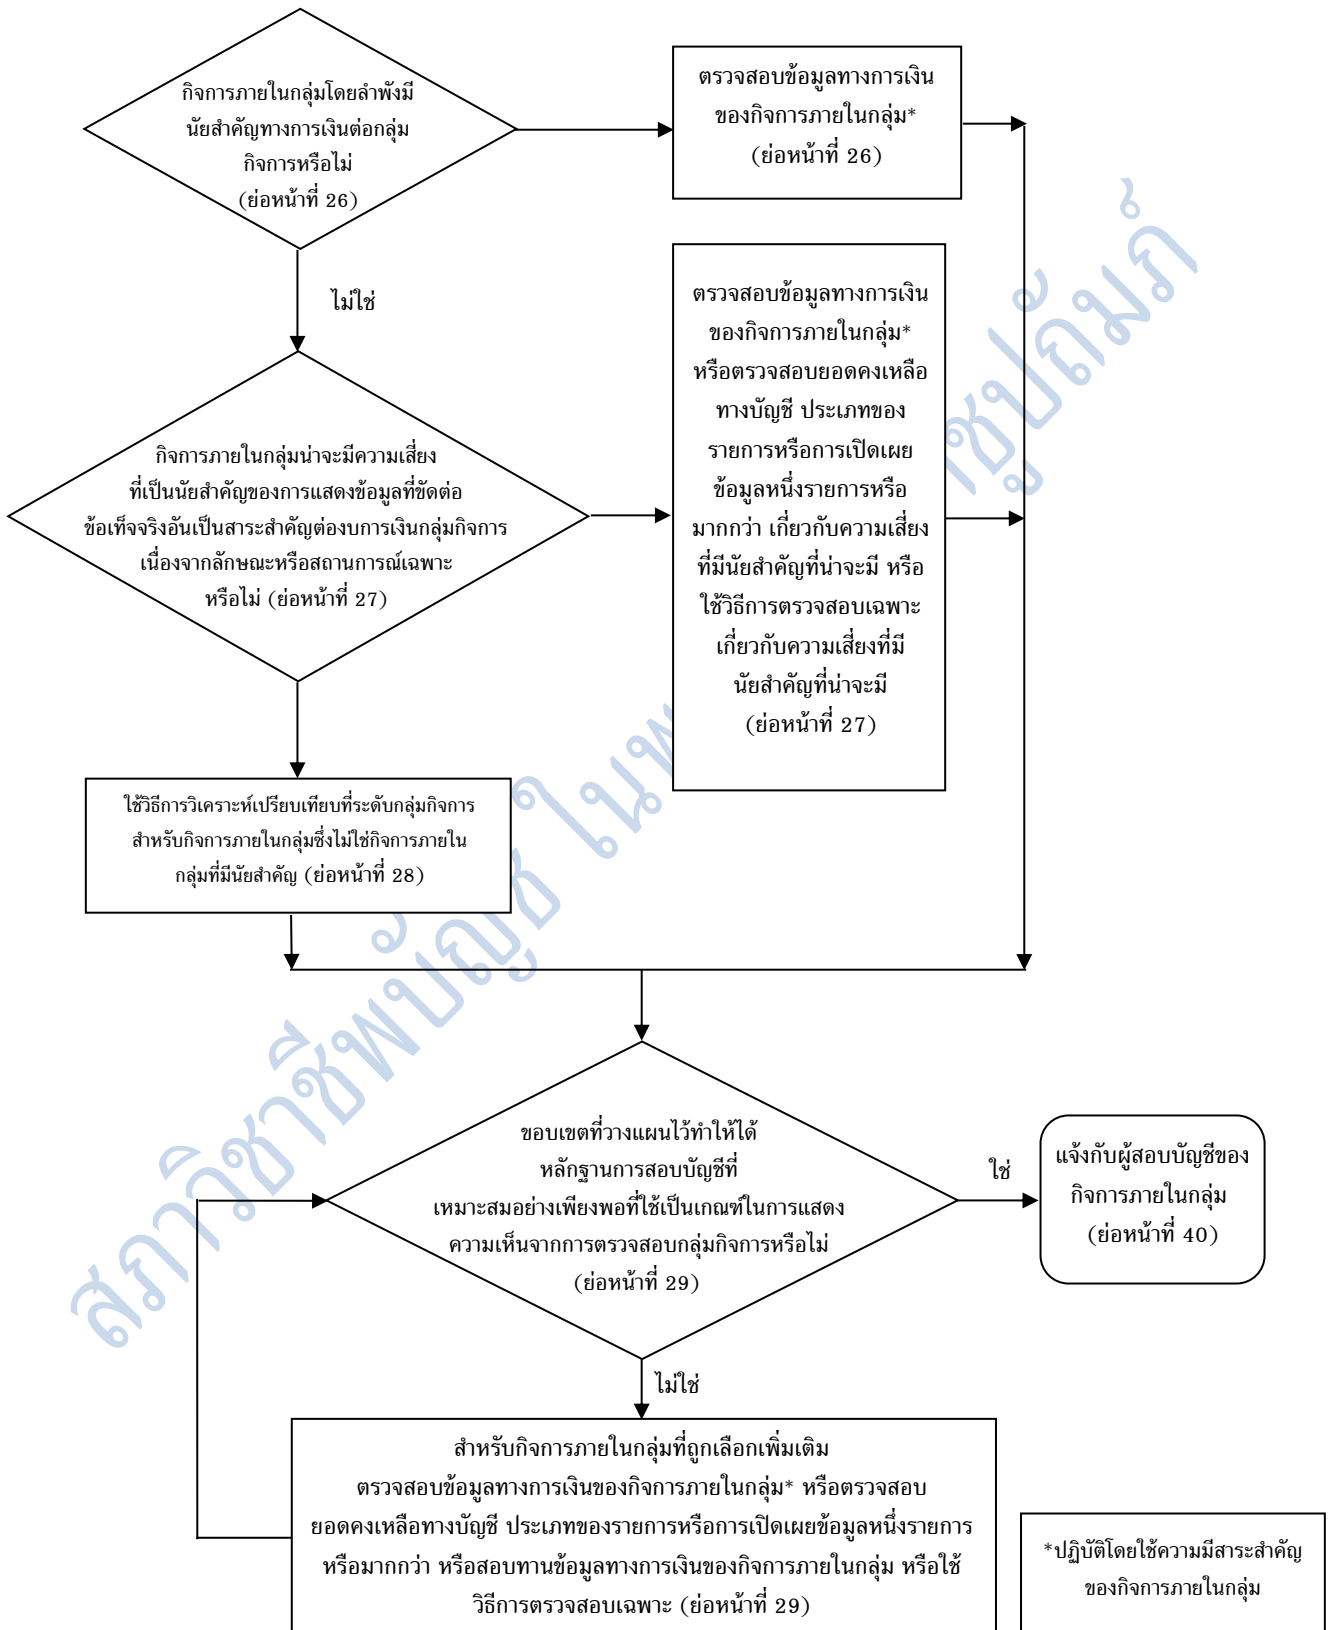 กิจการภายในกลุ่มโดยลำพังมี
นัยสำคัญทางการเงินต่อกลุ่ม
กิจการหรือไม่
(ย่อหน้าที่ 26)
ตรวจสอบข้อมูลทางการเงิน
ของกิจการภายในกลุ่ม*
(ย่อหน้าที่ 26)
ไม่ใช่
กิจการภายในกลุ่มน่าจะมีความเสี่ยง
ที่เป็นนัยสำคัญของการแสดงข้อมูลที่ขัดต่อ
ข้อเท็จจริงอันเป็นสาระสำคัญต่องบการเงินกลุ่มกิจการ
เนื่องจากลักษณะหรือสถานการณ์เฉพาะ
หรือไม่ (ย่อหน้าที่ 27)
ตรวจสอบข้อมูลทางการเงิน
ของกิจการภายในกลุ่ม*
หรือตรวจสอบยอดคงเหลือ
ทางบัญชี ประเภทของ
รายการหรือการเปิดเผย
ข้อมูลหนึ่งรายการหรือ
มากกว่า เกี่ยวกับความเสี่ยง
ที่มีนัยสำคัญที่น่าจะมี หรือ
ใช้วิธีการตรวจสอบเฉพาะ
เกี่ยวกับความเสี่ยงที่มี
นัยสำคัญที่น่าจะมี
(ย่อหน้าที่ 27)
ใช้วิธีการวิเคราะห์เปรียบเทียบที่ระดับกลุ่มกิจการ
สำหรับกิจการภายในกลุ่มซึ่งไม่ใช่กิจการภายใน
กลุ่มที่มีนัยสำคัญ (ย่อหน้าที่ 28)
ขอบเขตที่วางแผนไว้ทำให้ได้
หลักฐานการสอบบัญชีที่
เหมาะสมอย่างเพียงพอที่ใช้เป็นเกณฑ์ในการแสดง
ความเห็นจากการตรวจสอบกลุ่มกิจการหรือไม่
(ย่อหน้าที่ 29)
ใช่
แจ้งกับผู้สอบบัญชีของ
กิจการภายในกลุ่ม
(ย่อหน้าที่ 40)
ไม่ใช่
สำหรับกิจการภายในกลุ่มที่ถูกเลือกเพิ่มเติม
ตรวจสอบข้อมูลทางการเงินของกิจการภายในกลุ่ม* หรือตรวจสอบ
ยอดคงเหลือทางบัญชี ประเภทของรายการหรือการเปิดเผยข้อมูลหนึ่งรายการ
หรือมากกว่า หรือสอบทานข้อมูลทางการเงินของกิจการภายในกลุ่ม หรือใช้
วิธีการตรวจสอบเฉพาะ (ย่อหน้าที่ 29)
*ปฏิบัติโดยใช้ความมีสาระสำคัญ
ของกิจการภายในกลุ่ม